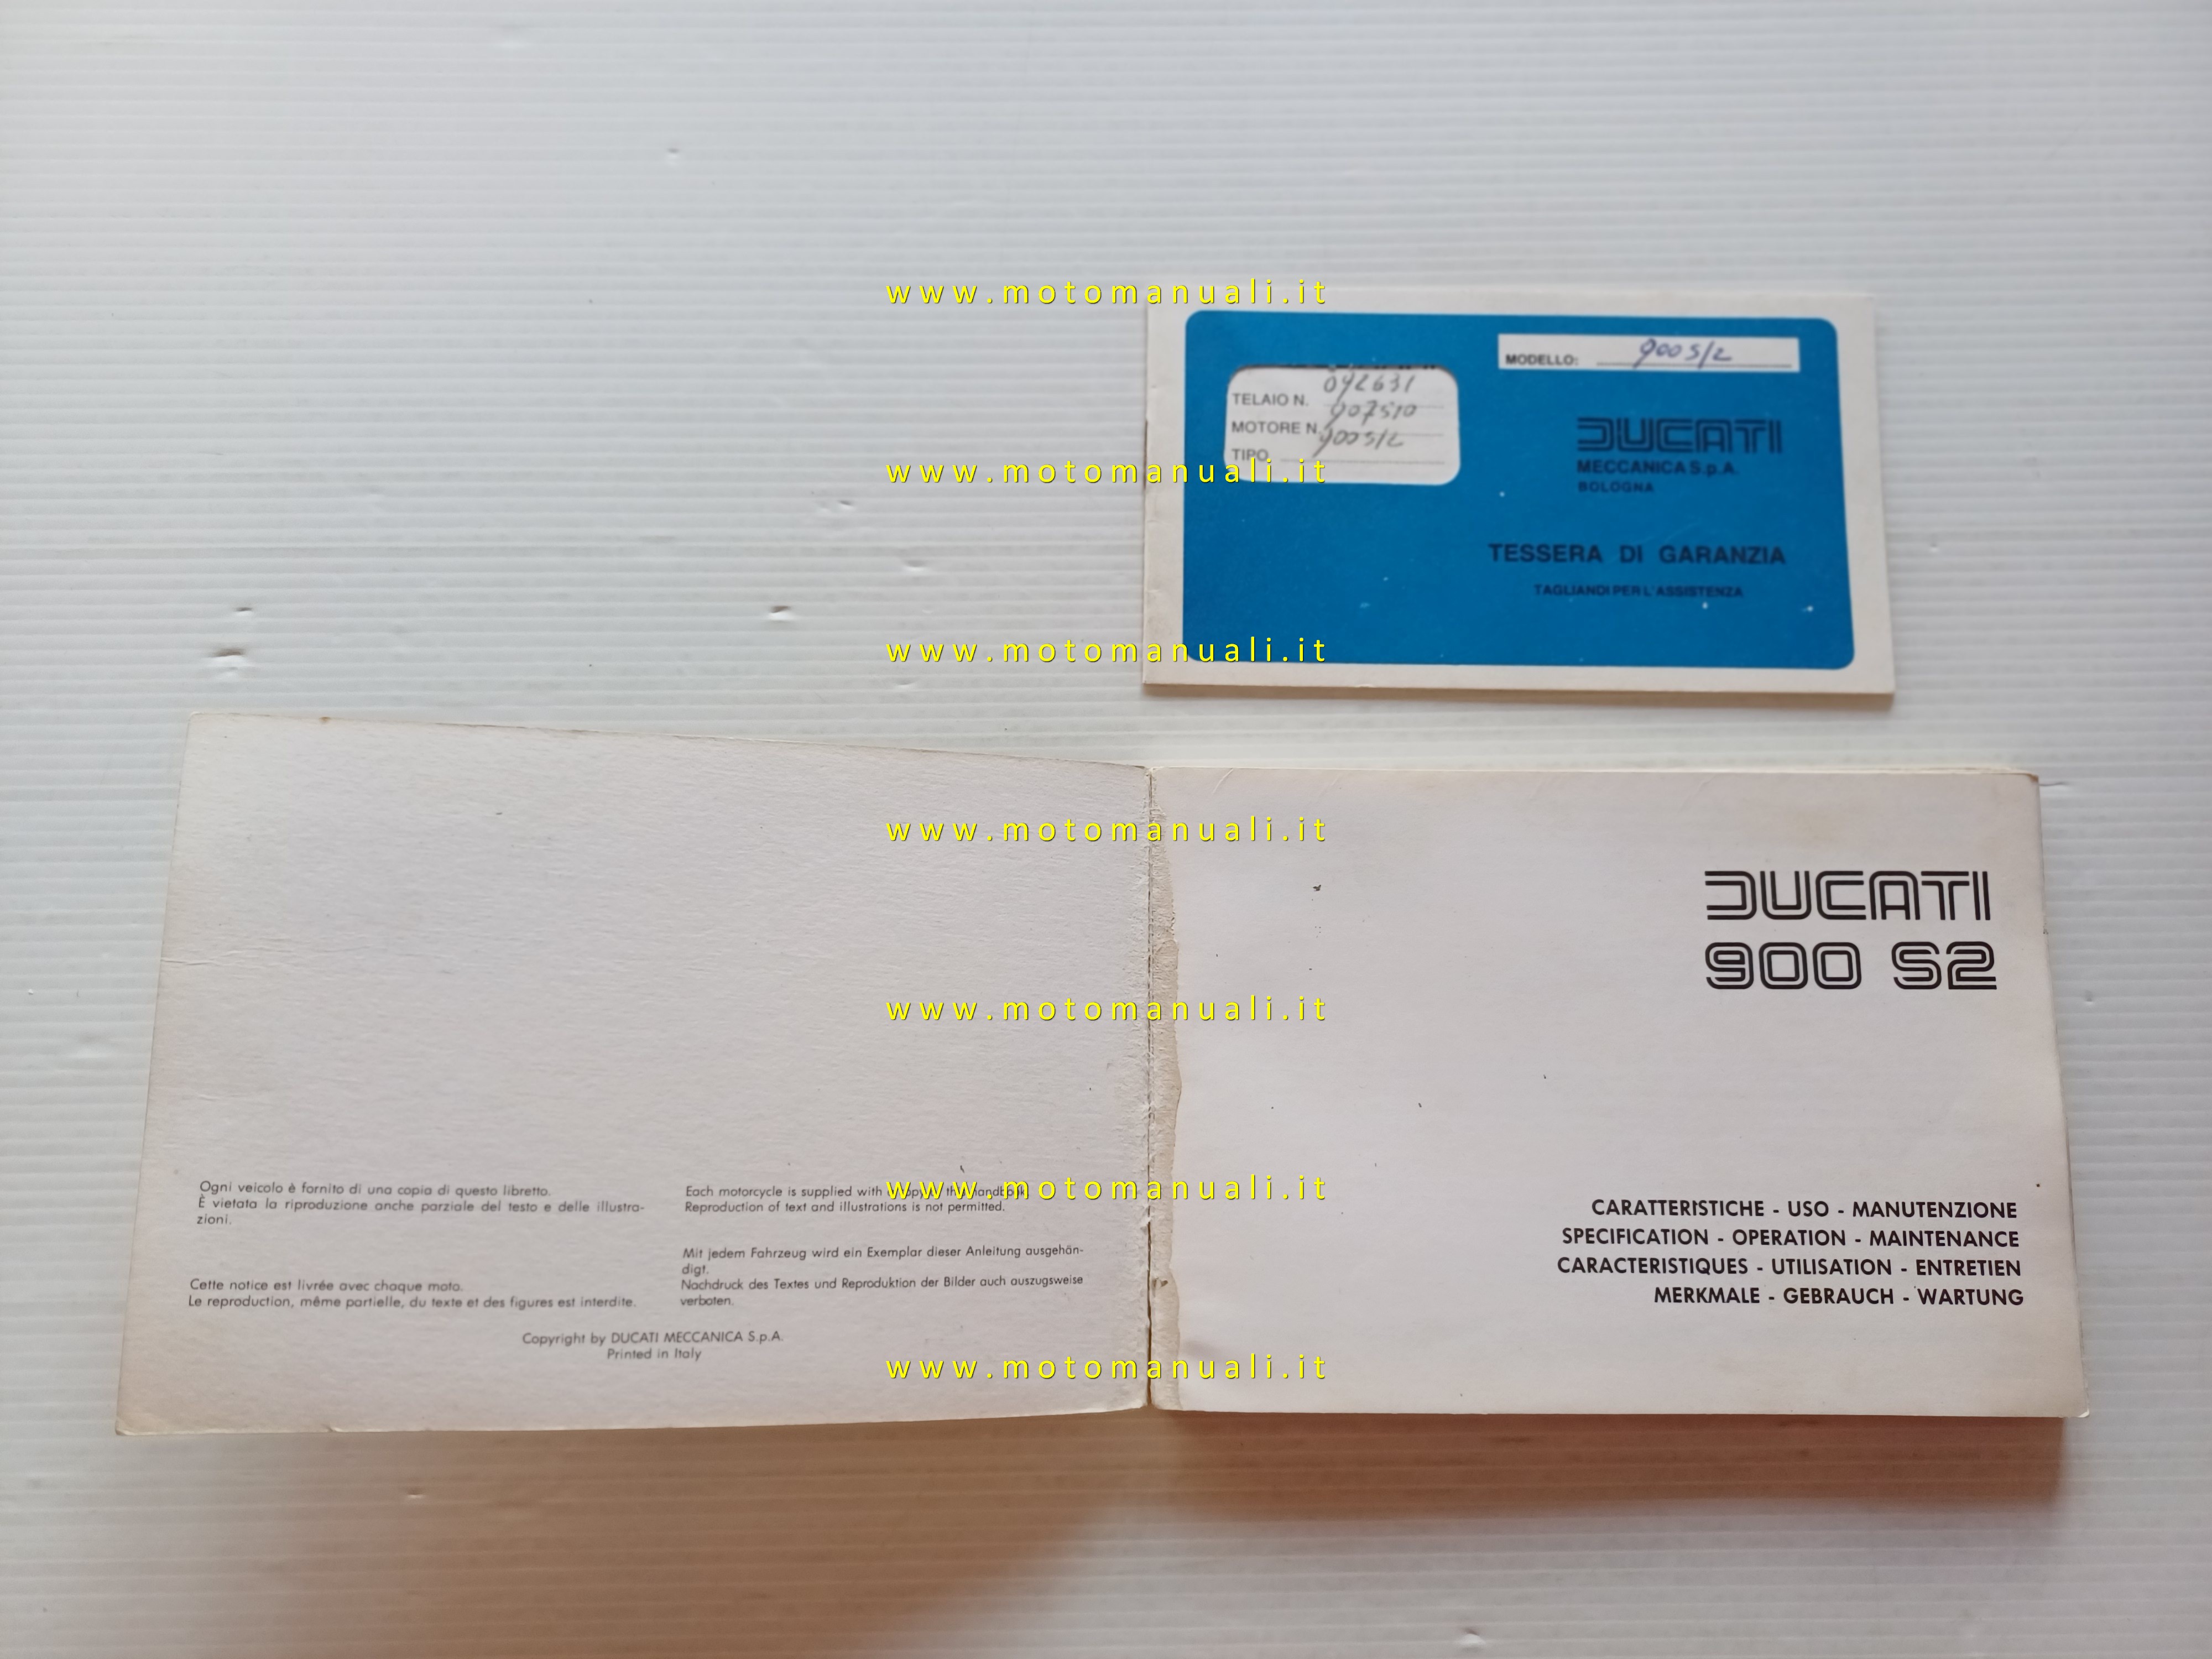 www.motomanuali.it
MODELLO: 900 S/2
TELAIO N. 092631
MOTORE N. 907510
TIPO 900 S/2
DUCATI
MECCANICA S.p.A.
BOLOGNA
www.motomanuali.it
TESSERA DI GARANZIA
TAGLIANDI PER L'ASSISTENZA
www.motomanuali.it
www.motomanuali.it
DUCATI
900 S2
www.motomanuali.it
Ogni veicolo è fornito di una copia di questo libretto.
È vietata la riproduzione anche parziale del testo e delle illustra-
zioni.
Each motorcycle is supplied with copy
Reproduction of text and illustrations is not permitted.
www.motomanuali.it
Cette notice est livrée avec chaque moto.
Le reproduction, même partielle, du texte et des figures est interdite.
Mit jedem Fahrzeug wird ein Exemplar dieser Anleitung ausgehän-
digt.
Nachdruck des Textes und Reproduktion der Bilder auch auszugsweise
verboten.
Copyright by DUCATI MECCANICA S.p.A.
Printed in Italy
CARATTERISTICHE - USO - MANUTENZIONE
SPECIFICATION - OPERATION - MAINTENANCE
CARACTERISTIQUES - UTILISATION - ENTRETIEN
MERKMALE - GEBRAUCH - WARTUNG
www.motomanuali.it